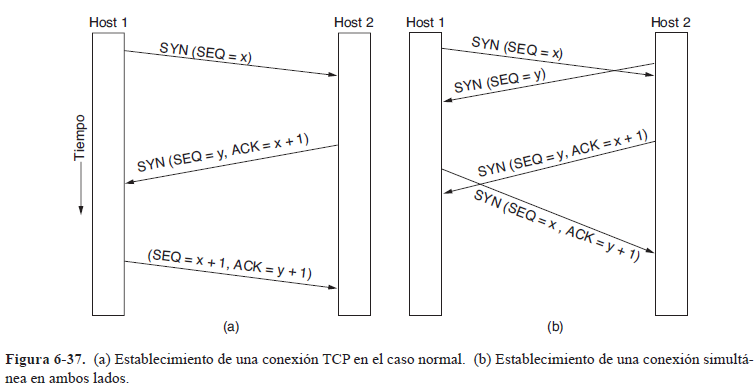 Host 1
Host 2
SYN (SEQ = x)
Tiempo
SYN (SEQ = y, ACK = x + 1)
(SEQ = x + 1, ACK = y + 1)
(a)
Host 1
Host 2
SYN (SEQ = x)
SYN (SEQ = y)
SYN (SEQ = y, ACK = x + 1)
SYN (SEQ = x , ACK = y + 1)
(b)
Figura 6-37. (a) Establecimiento de una conexión TCP en el caso normal. (b) Establecimiento de una conexión simultá-
nea en ambos lados.